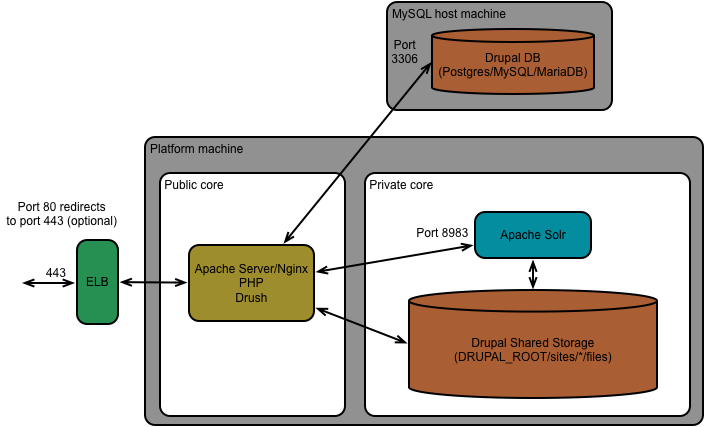 MySQL host machine
Port
3306
Drupal DB
(Postgres/MySQL/MariaDB)
Platform machine
Public core
Private core
Port 80 redirects
to port 443 (optional)
443
ELB
Apache Server/Nginx
PHP
Drush
Port 8983
Apache Solr
Drupal Shared Storage
(DRUPAL_ROOT/sites/*/files)